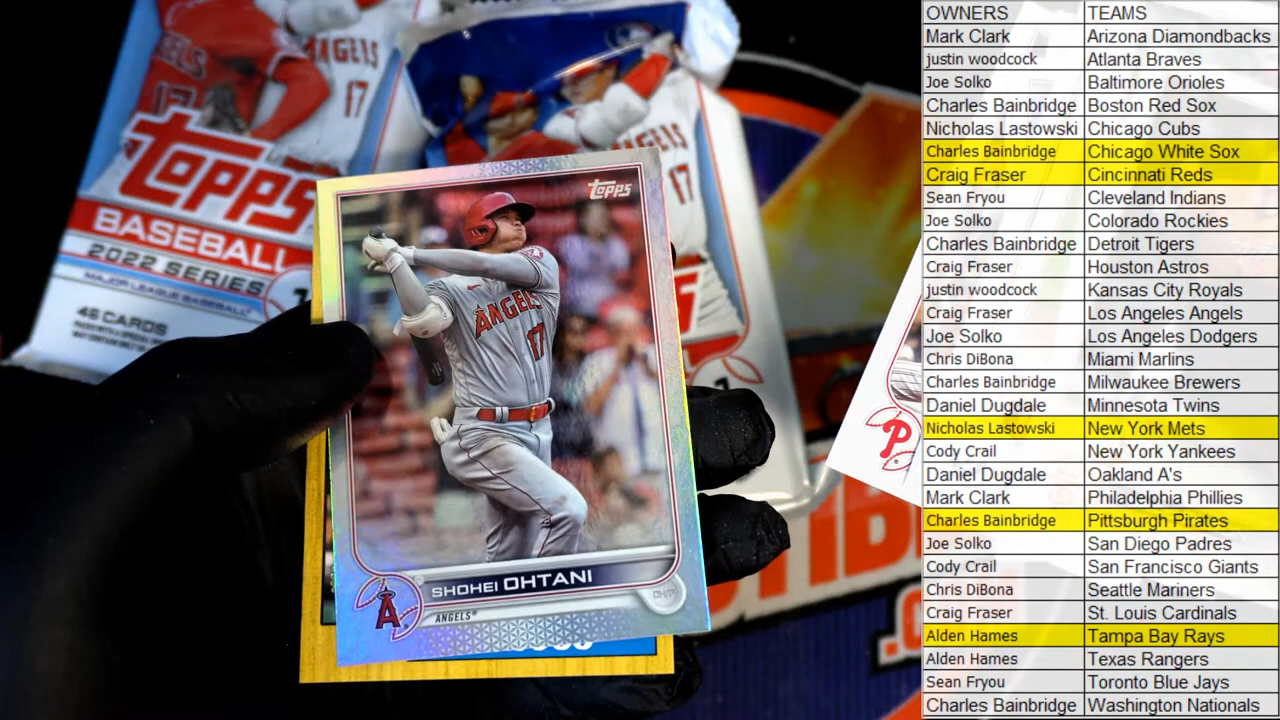 ANGELS
17
TOPPS
BASEBALL
2022 SERIES
MAJOR LEAGUE BASEBALL
46 CARDS
17
TOPPS
ANGELS
17
SHOHEI OHTANI
ANGELS®
A
P
OWNERS TEAMS
Mark Clark Arizona Diamondbacks
justin woodcock Atlanta Braves
Joe Solko Baltimore Orioles
Charles Bainbridge Boston Red Sox
Nicholas Lastowski Chicago Cubs
Charles Bainbridge Chicago White Sox
Craig Fraser Cincinnati Reds
Sean Fryou Cleveland Indians
Joe Solko Colorado Rockies
Charles Bainbridge Detroit Tigers
Craig Fraser Houston Astros
justin woodcock Kansas City Royals
Craig Fraser Los Angeles Angels
Joe Solko Los Angeles Dodgers
Chris DiBona Miami Marlins
Charles Bainbridge Milwaukee Brewers
Daniel Dugdale Minnesota Twins
Nicholas Lastowski New York Mets
Cody Crail New York Yankees
Daniel Dugdale Oakland A's
Mark Clark Philadelphia Phillies
Charles Bainbridge Pittsburgh Pirates
Joe Solko San Diego Padres
Cody Crail San Francisco Giants
Chris DiBona Seattle Mariners
Craig Fraser St. Louis Cardinals
Alden Hames Tampa Bay Rays
Alden Hames Texas Rangers
Sean Fryou Toronto Blue Jays
Charles Bainbridge Washington Nationals